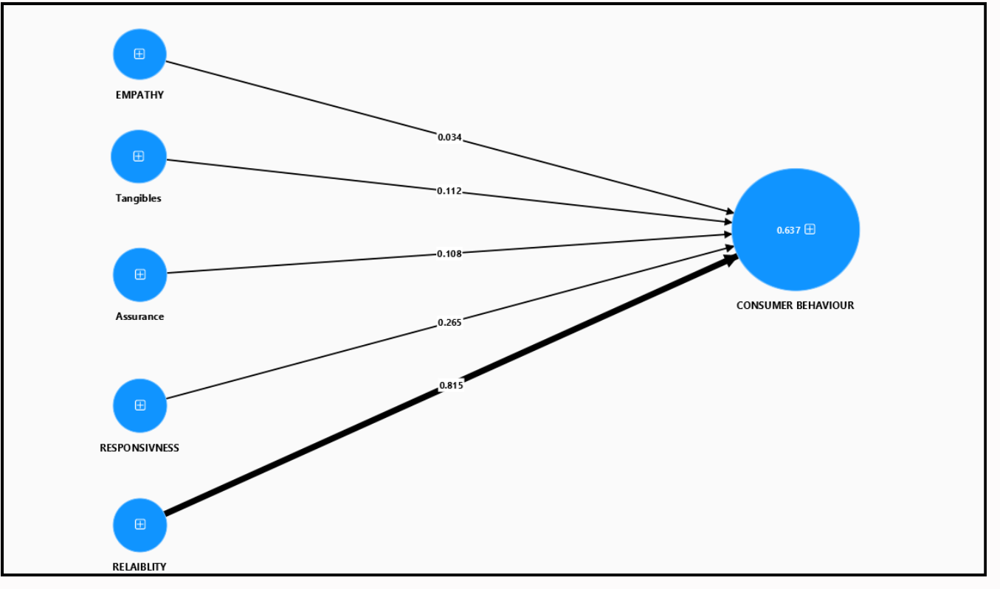 EMPATHY
0.034
Tangibles
0.112
0.637
Assurance
0.108
CONSUMER BEHAVIOUR
0.265
RESPONSIVNESS
0.815
RELAIBLITY